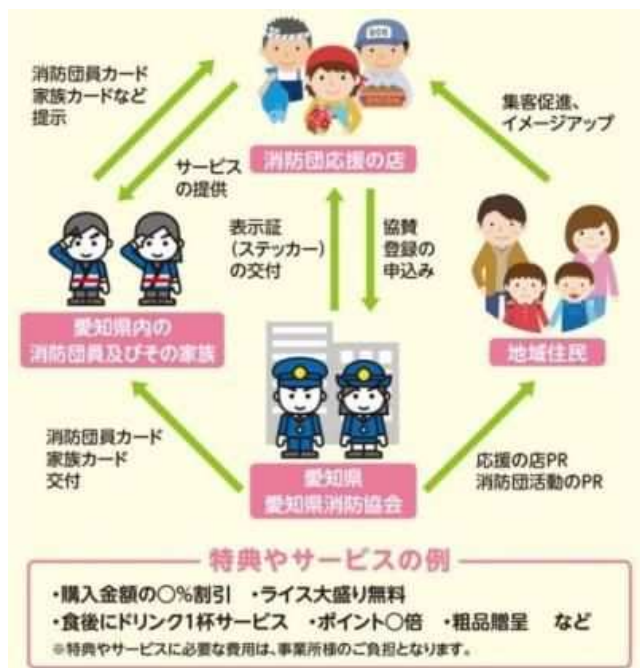 消防団員カード
家族カードなど
提示
集客促進、
イメージアップ
消防団応援の店
サービス
の提供
表示証
(ステッカー)
の交付
協賛
登録の
申込み
愛知県内の
消防団員及びその家族
地域住民
消防団員カード
家族カード
交付
愛知県
愛知県消防協会
応援の店PR
消防団活動のPR
特典やサービスの例
・購入金額の〇%割引 ・ライス大盛り無料
・食後にドリンク1杯サービス ・ポイント〇倍 ・粗品贈呈 など
※特典やサービスに必要な費用は、事業所様のご負担となります。